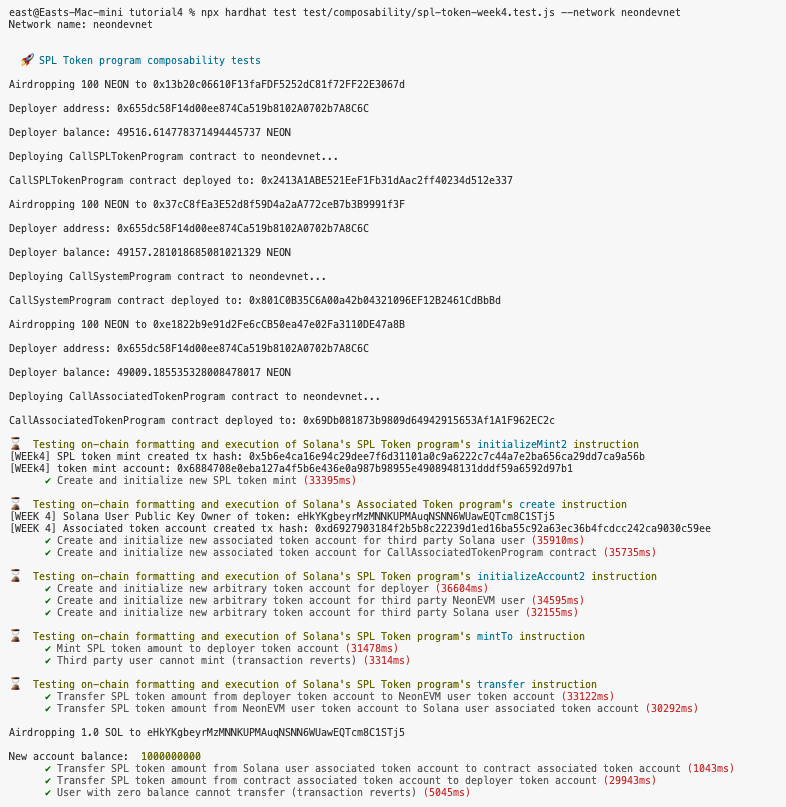 east@Easts-Mac-mini tutorial4 % npx hardhat test test/composability/spl-token-week4.test.js --network neondevnet
Network name: neondevnet
🚀 SPL Token program composability tests
Airdropping 100 NEON to 0x13b20c06610F13faFDF5252dC81f72FF22E3067d
Deployer address: 0x655dc58F14d00ee874Ca519b8102A0702b7A8C6C
Deployer balance: 49516.614778371494445737 NEON
Deploying CallSPLTokenProgram contract to neondevnet...
CallSPLTokenProgram contract deployed to: 0x2413A1ABE521EeF1Fb31dAac2ff40234d512e337
Airdropping 100 NEON to 0x37cC8fEa3E52d8f59D4a2aA772ceB7b3B9991f3F
Deployer address: 0x655dc58F14d00ee874Ca519b8102A0702b7A8C6C
Deployer balance: 49157.281018685081021329 NEON
Deploying CallSystemProgram contract to neondevnet...
CallSystemProgram contract deployed to: 0x801C0B35C6A00a42b04321096EF12B2461CdBbBd
Airdropping 100 NEON to 0xe1822b9e91d2Fe6cCB50ea47e02Fa3110DE47a8B
Deployer address: 0x655dc58F14d00ee874Ca519b8102A0702b7A8C6C
Deployer balance: 49009.185535328008478017 NEON
Deploying CallAssociatedTokenProgram contract to neondevnet...
CallAssociatedTokenProgram contract deployed to: 0x69Db081873b9809d64942915653Af1A1F962EC2c
⌛ Testing on-chain formatting and execution of Solana's SPL Token program's initializeMint2 instruction
[WEEk4] SPL token mint created tx hash: 0x5b6e4ca16e94c29dee7f6d31101a0c9a6222c7c44a7e2ba656ca29dd7ca9a56b
[WEEk4] token mint account: 0x6884708e0eba127a4f5b6e436e0a987b98955e4908948131dddf59a6592d97b1
✔ Create and initialize new SPL token mint (33395ms)
⌛ Testing on-chain formatting and execution of Solana's Associated Token program's create instruction
[WEEK 4] Solana User Public Key Owner of token: eHkYKgbeyrMzMNNKUPMAuqNSNN6WUawEQTcm8C1STj5
[WEEK 4] Associated token account created tx hash: 0xd6927903184f2b5b8c22239d1ed16ba55c92a63ec36b4fcdcc242ca9030c59ee
✔ Create and initialize new associated token account for third party Solana user (35910ms)
✔ Create and initialize new associated token account for CallAssociatedTokenProgram contract (35735ms)
⌛ Testing on-chain formatting and execution of Solana's SPL Token program's initializeAccount2 instruction
✔ Create and initialize new arbitrary token account for deployer (36604ms)
✔ Create and initialize new arbitrary token account for third party NeonEVM user (34595ms)
✔ Create and initialize new arbitrary token account for third party Solana user (32155ms)
⌛ Testing on-chain formatting and execution of Solana's SPL Token program's mintTo instruction
✔ Mint SPL token amount to deployer token account (31478ms)
✔ Third party user cannot mint (transaction reverts) (3314ms)
⌛ Testing on-chain formatting and execution of Solana's SPL Token program's transfer instruction
✔ Transfer SPL token amount from deployer token account to NeonEVM user token account (33122ms)
✔ Transfer SPL token amount from NeonEVM user token account to Solana user associated token account (30292ms)
Airdropping 1.0 SOL to eHkYKgbeyrMzMNNKUPMAuqNSNN6WUawEQTcm8C1STj5
New account balance:  1000000000
✔ Transfer SPL token amount from Solana user associated token account to contract associated token account (1043ms)
✔ Transfer SPL token amount from contract associated token account to deployer token account (29943ms)
✔ User with zero balance cannot transfer (transaction reverts) (5045ms)